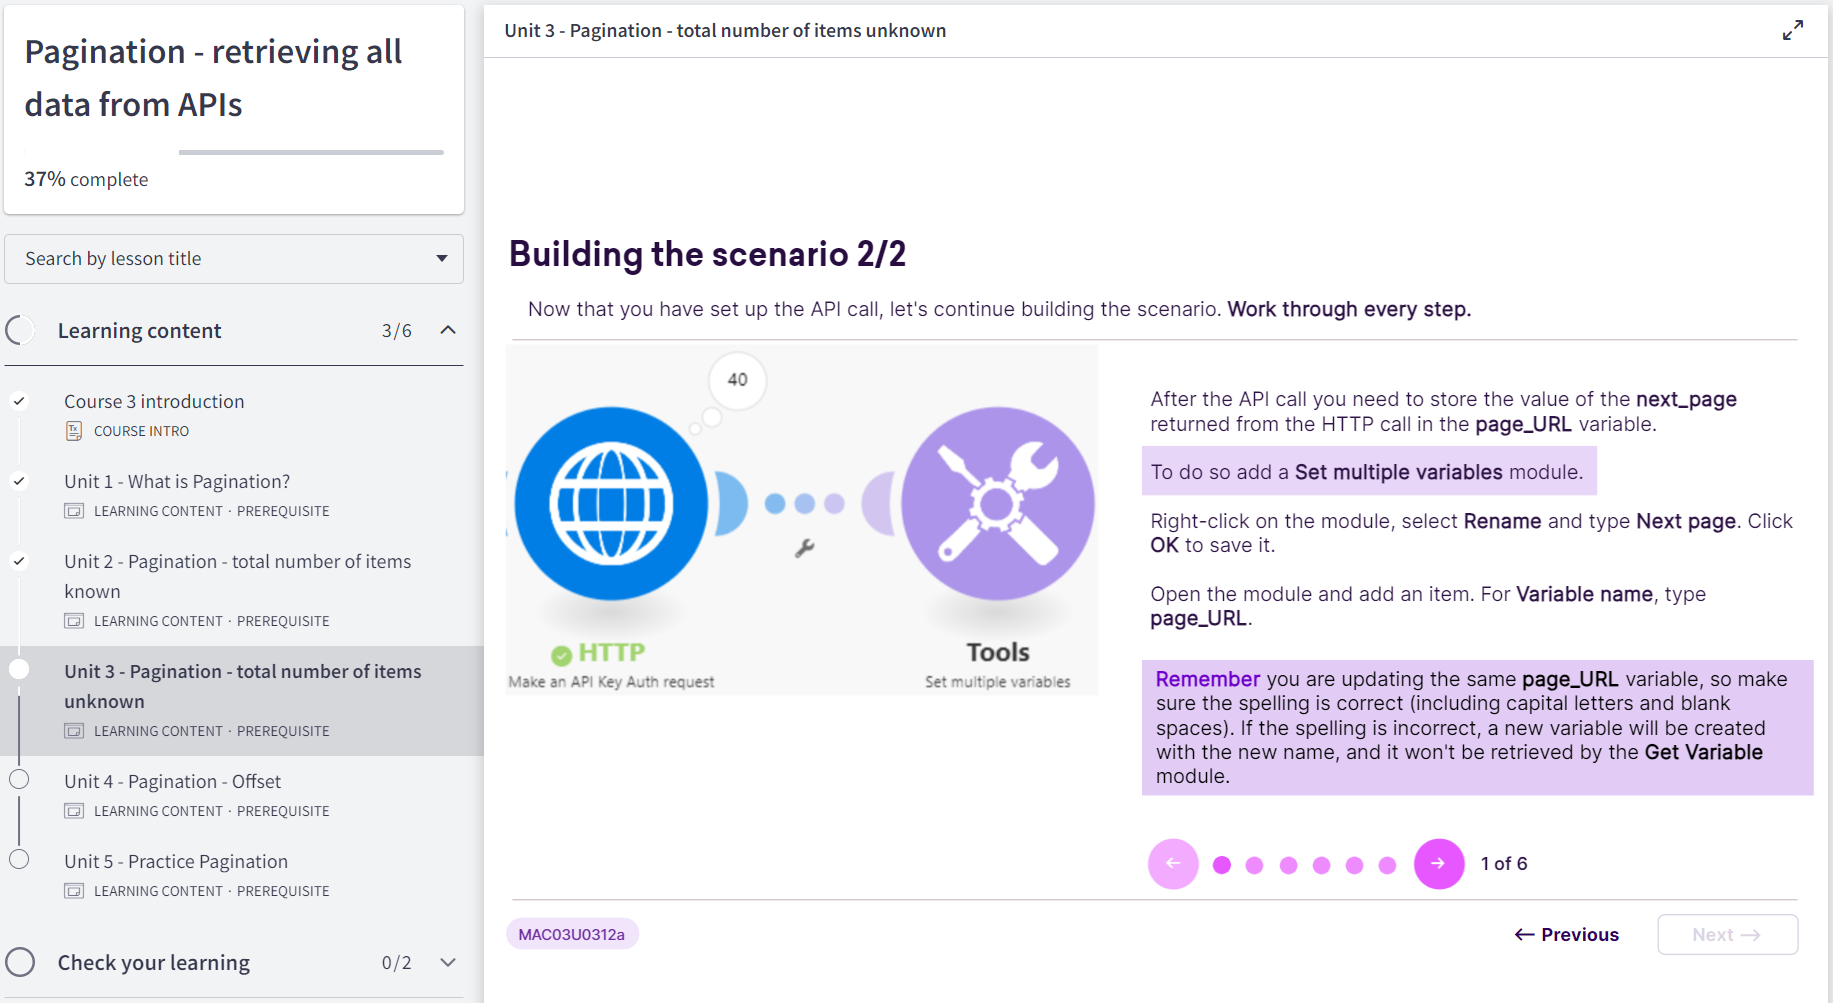 Pagination - retrieving all
data from APIs
37% complete
Search by lesson title
Learning content 3/6
Course 3 introduction
COURSE INTRO
Unit 1 - What is Pagination?
LEARNING CONTENT · PREREQUISITE
Unit 2 - Pagination - total number of items
known
LEARNING CONTENT · PREREQUISITE
Unit 3 - Pagination - total number of items
unknown
LEARNING CONTENT · PREREQUISITE
Unit 4 - Pagination - Offset
LEARNING CONTENT · PREREQUISITE
Unit 5 - Practice Pagination
LEARNING CONTENT · PREREQUISITE
Check your learning 0/2
Unit 3 - Pagination - total number of items unknown
Building the scenario 2/2
Now that you have set up the API call, let's continue building the scenario. Work through every step.
40
HTTP
Make an API Key Auth request
Tools
Set multiple variables
After the API call you need to store the value of the next_page
returned from the HTTP call in the page_URL variable.
To do so add a Set multiple variables module.
Right-click on the module, select Rename and type Next page. Click
OK to save it.
Open the module and add an item. For Variable name, type
page_URL.
Remember you are updating the same page_URL variable, so make
sure the spelling is correct (including capital letters and blank
spaces). If the spelling is incorrect, a new variable will be created
with the new name, and it won't be retrieved by the Get Variable
module.
1 of 6
MAC03U0312a
← Previous
Next →